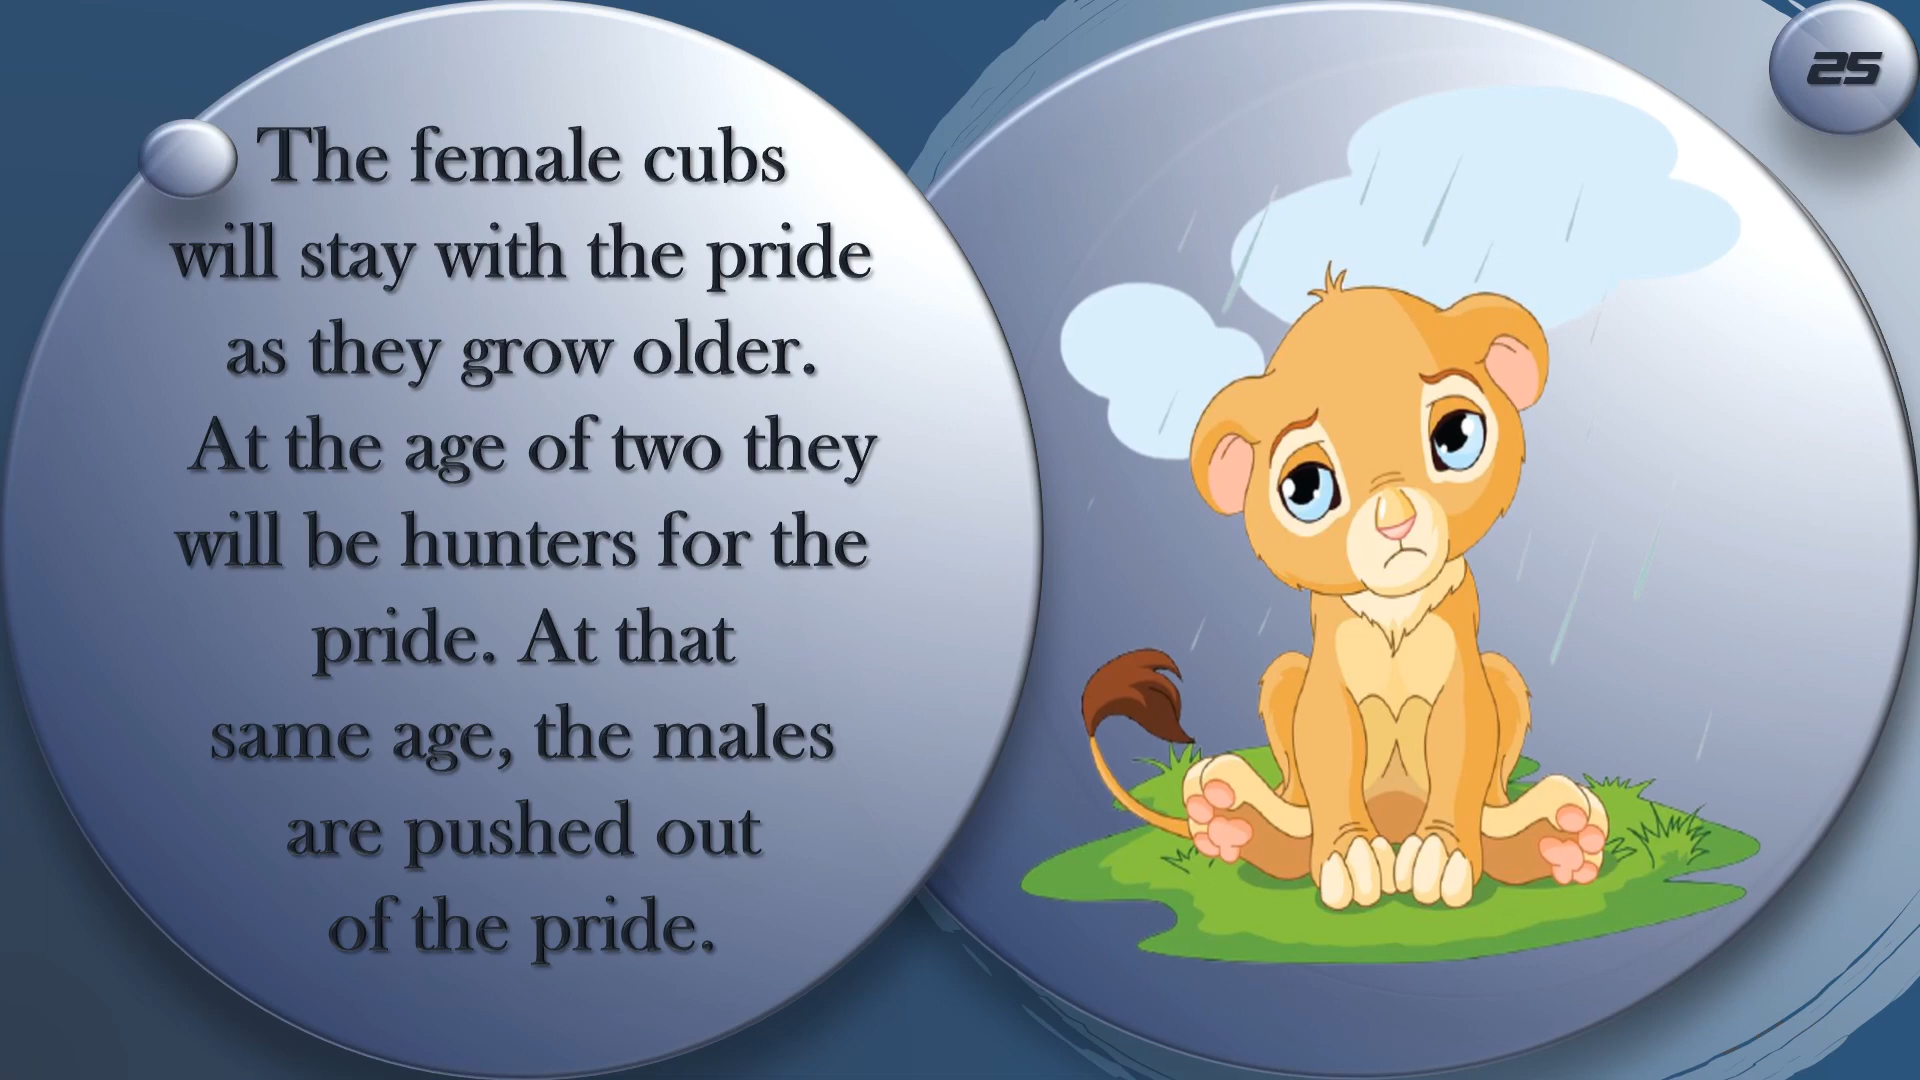 The female cubs
will stay with the pride
as they grow older.
At the age of two they
will be hunters for the
pride. At that
same age, the males
are pushed out
of the pride.
25